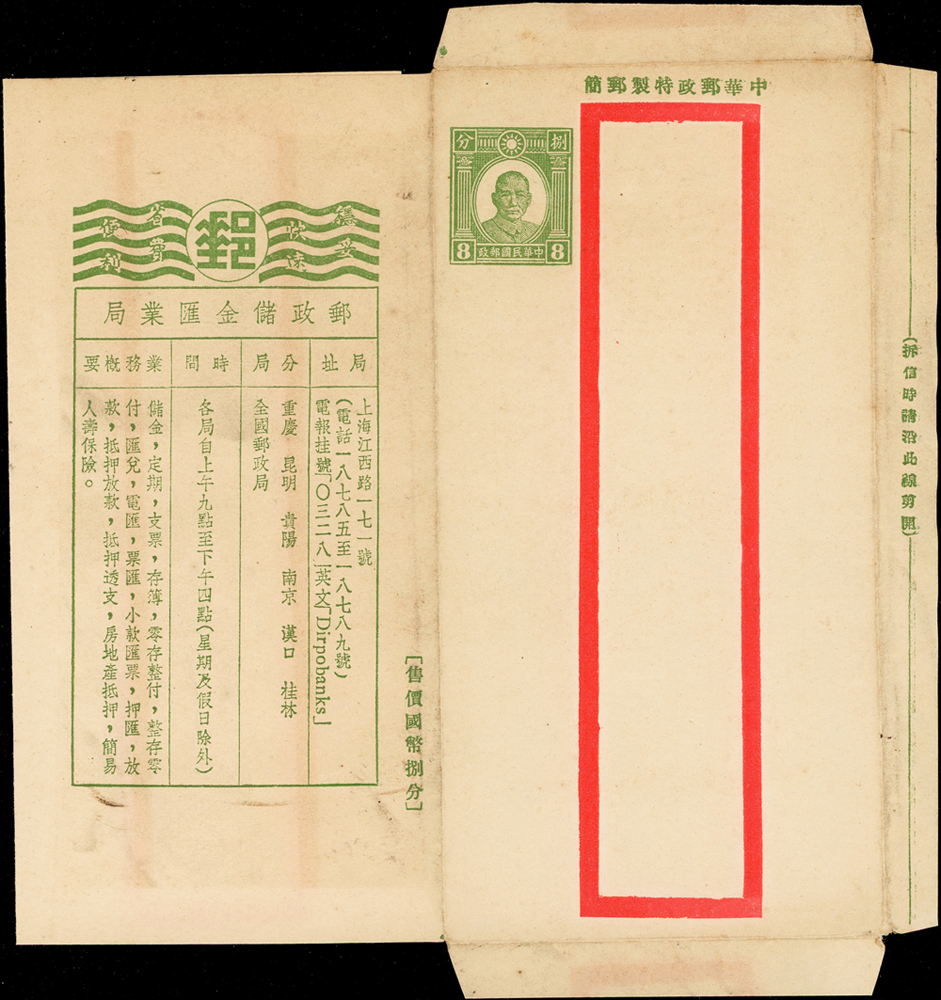 中華郵政特製郵簡
捌分
中華民國郵政
8 8
(拆信時請沿此線剪開)
[售價國幣捌分]
穩妥
快速
郵
省費
便利
郵政儲金匯業局
局址
上海江西路一七一號
(電話一八七八五至一八七八九號)
電報挂號「〇三二八」英文「Dirpobanks」
分局
重慶 昆明 貴陽 南京 漢口 桂林
全國郵政局
時間
各局自上午九點至下午四點(星期及假日除外)
業務概要
儲金,定期,支票,存簿,零存整付,整存零
付,匯兌,電匯,票匯,小款匯票,押匯,放
款,抵押放款,抵押透支,房地產抵押,簡易
人壽保險。